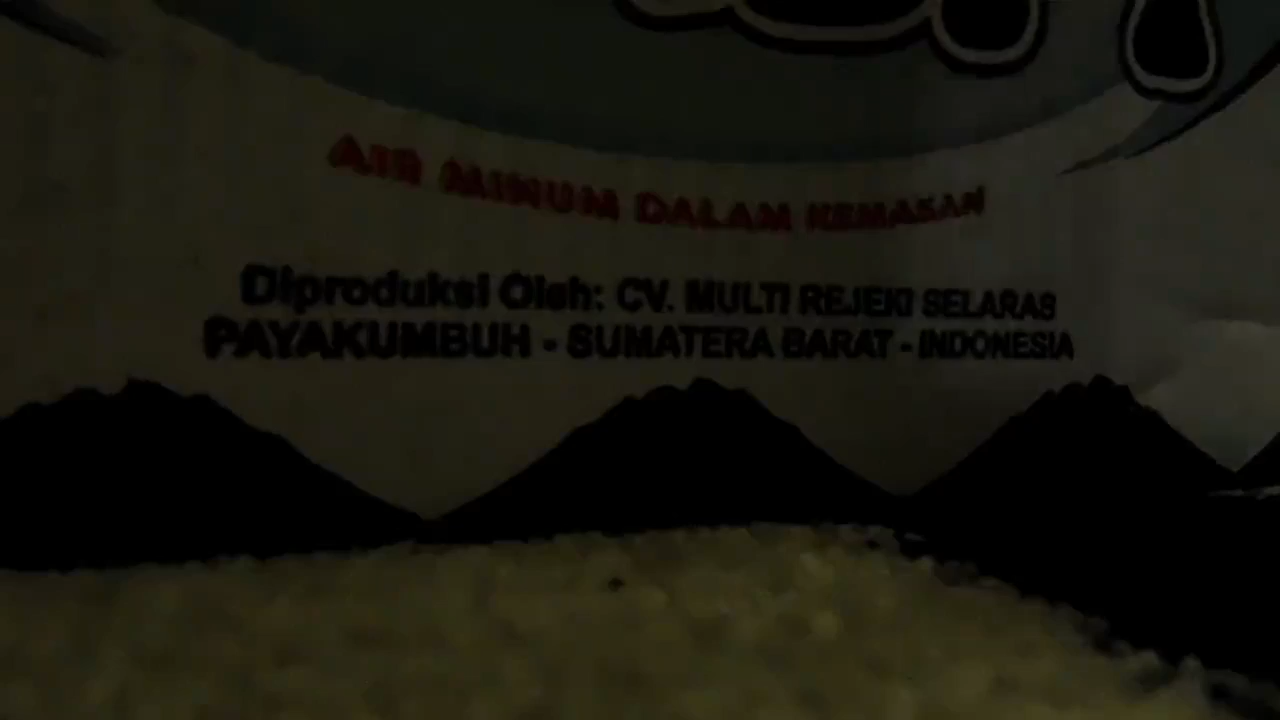 AIR MINUM DALAM KEMASAN
Diproduksi Oleh: CV. MULTI REJEKI SELARAS
PAYAKUMBUH - SUMATERA BARAT - INDONESIA